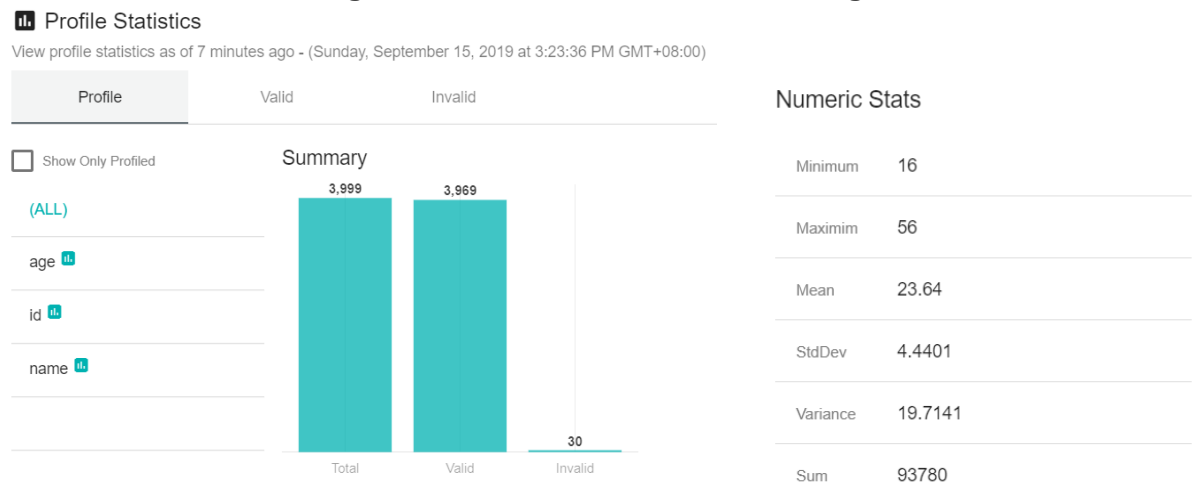 Profile Statistics
View profile statistics as of 7 minutes ago - (Sunday, September 15, 2019 at 3:23:36 PM GMT+08:00)
Profile Valid Invalid
Show Only Profiled
(ALL)
age
id
name
Summary
3,999 3,969 30
Total Valid Invalid
Numeric Stats
Minimum 16
Maximim 56
Mean 23.64
StdDev 4.4401
Variance 19.7141
Sum 93780